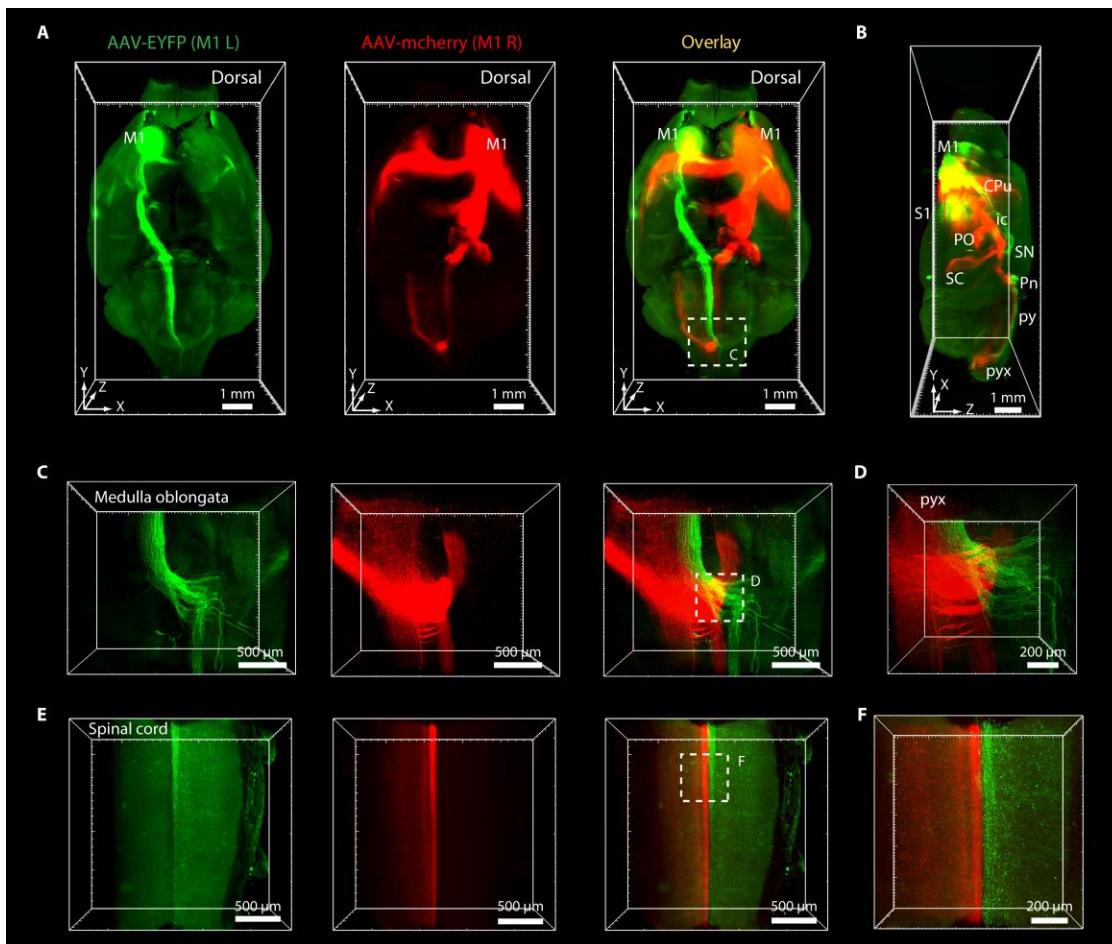 A
AAV-EYFP (M1 L)
AAV-mcherry (M1 R)
Overlay
B
Dorsal
Dorsal
Dorsal
M1
M1
M1
M1
M1
CPu
S1
ic
PO
SN
SC
Pn
py
pyx
C
Y
Z
X
1 mm
Y
Z
X
1 mm
Y
Z
X
1 mm
Y
X
Z
1 mm
C
D
Medulla oblongata
pyx
D
500 µm
500 µm
500 µm
200 µm
E
F
Spinal cord
F
500 µm
500 µm
500 µm
200 µm